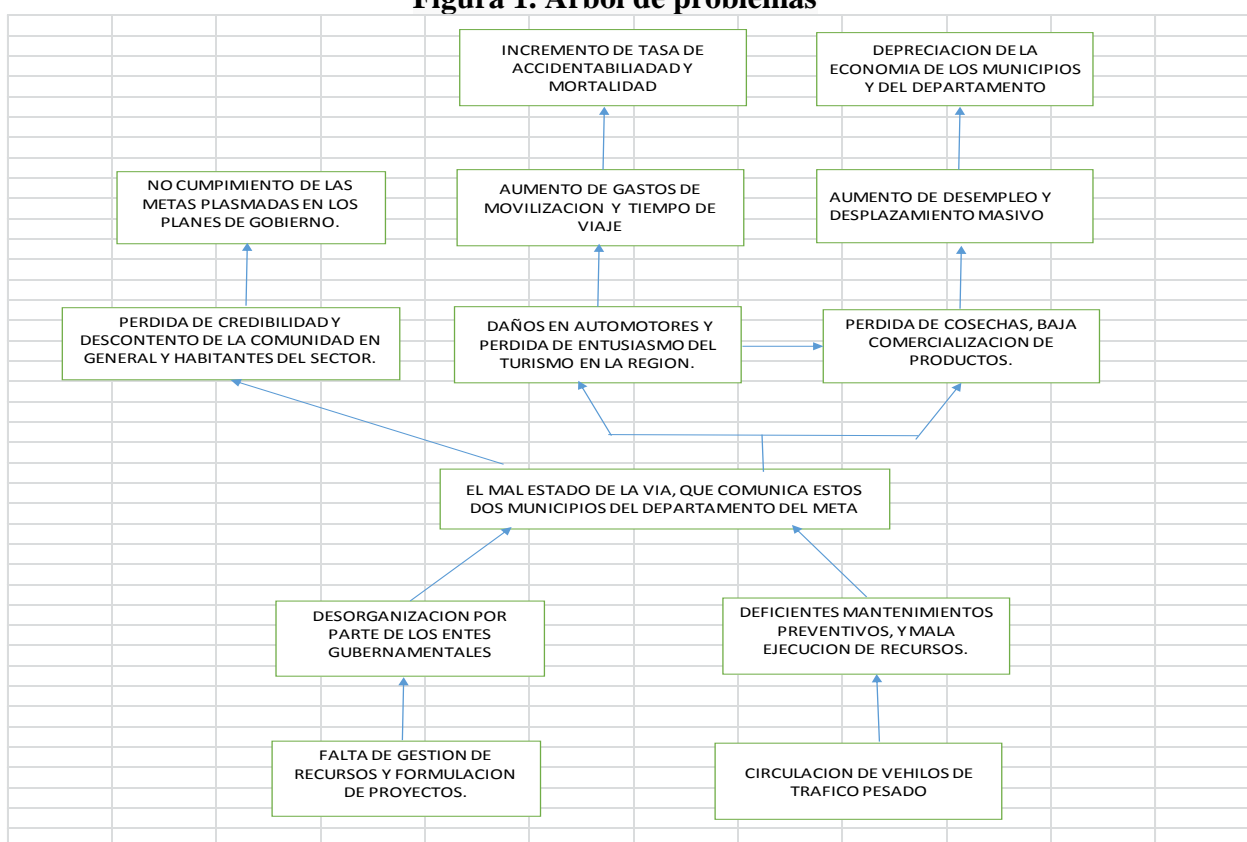 Figura 1. Árbol de problemas
INCREMENTO DE TASA DE
ACCIDENTABILIADAD Y
MORTALIDAD
DEPRECIACION DE LA
ECONOMIA DE LOS MUNICIPIOS
Y DEL DEPARTAMENTO
NO CUMPIMIENTO DE LAS
METAS PLASMADAS EN LOS
PLANES DE GOBIERNO.
AUMENTO DE GASTOS DE
MOVILIZACION Y TIEMPO DE
VIAJE
AUMENTO DE DESEMPLEO Y
DESPLAZAMIENTO MASIVO
PERDIDA DE CREDIBILIDAD Y
DESCONTENTO DE LA COMUNIDAD EN
GENERAL Y HABITANTES DEL SECTOR.
DAÑOS EN AUTOMOTORES Y
PERDIDA DE ENTUSIASMO DEL
TURISMO EN LA REGION.
PERDIDA DE COSECHAS, BAJA
COMERCIALIZACION DE
PRODUCTOS.
EL MAL ESTADO DE LA VIA, QUE COMUNICA ESTOS
DOS MUNICIPIOS DEL DEPARTAMENTO DEL META
DESORGANIZACION POR
PARTE DE LOS ENTES
GUBERNAMENTALES
DEFICIENTES MANTENIMIENTOS
PREVENTIVOS, Y MALA
EJECUCION DE RECURSOS.
FALTA DE GESTION DE
RECURSOS Y FORMULACION
DE PROYECTOS.
CIRCULACION DE VEHILOS DE
TRAFICO PESADO